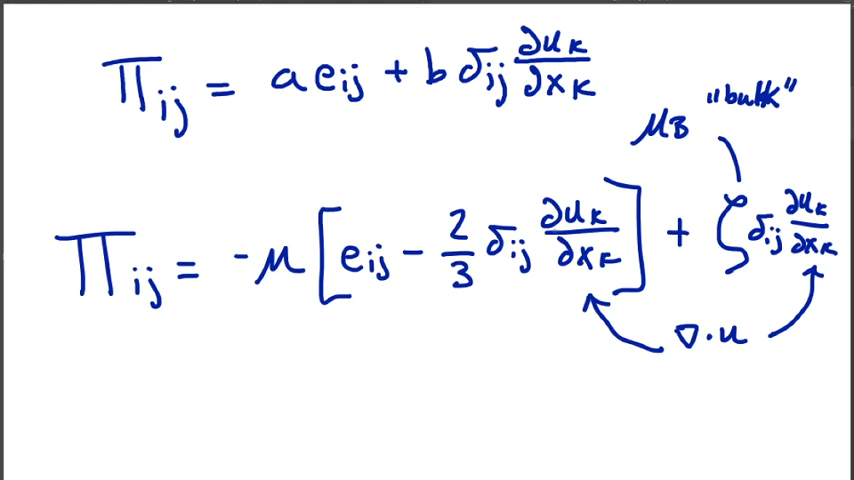 Π_ij = a e_ij + b δ_ij ∂u_k/∂x_k
μ_B "bulk"
Π_ij = -μ [ e_ij - 2/3 δ_ij ∂u_k/∂x_k ] + ζ δ_ij ∂u_k/∂x_k
∇·u